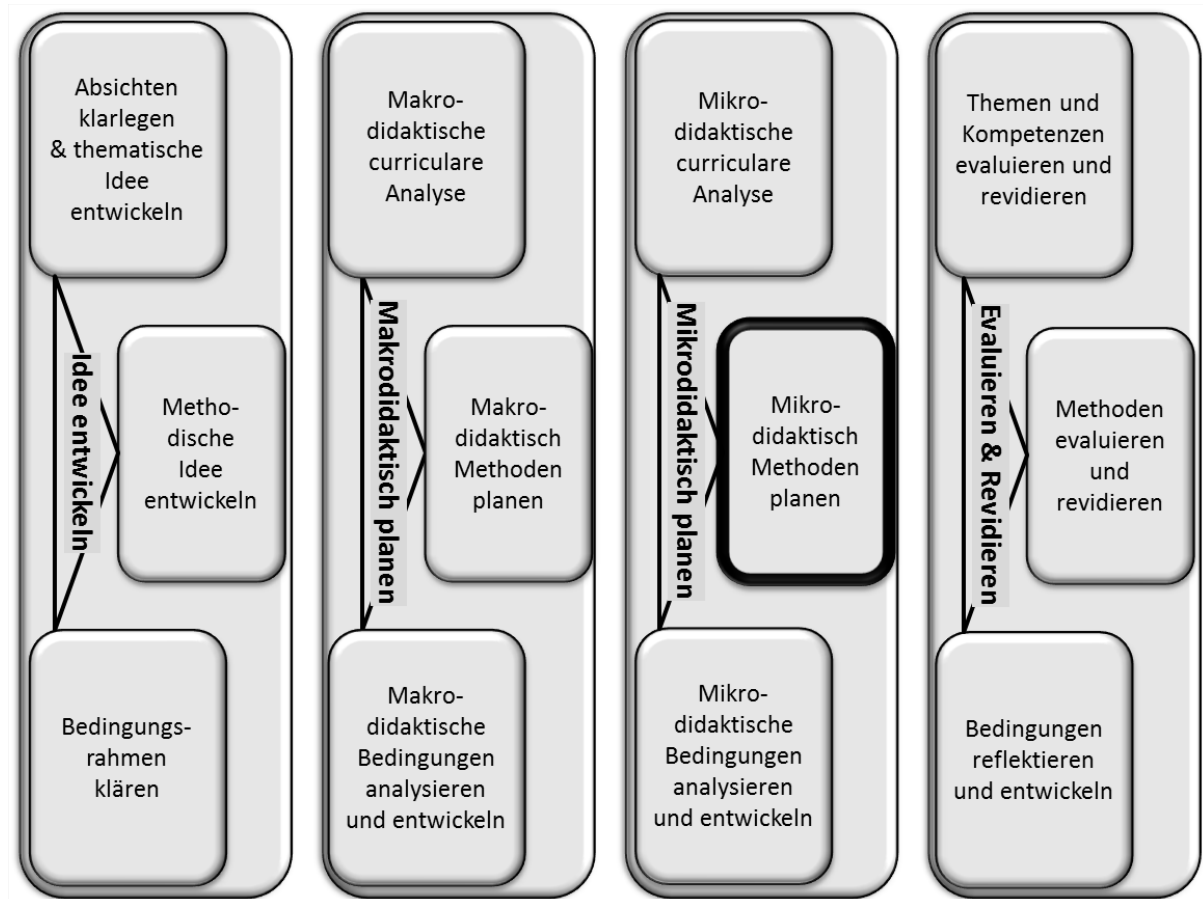 Absichten
klarlegen
& thematische
Idee
entwickeln
Idee entwickeln
Metho-
dische
Idee
entwickeln
Bedingungs-
rahmen
klären
Makro-
didaktische
curriculare
Analyse
Makrodidaktisch planen
Makro-
didaktisch
Methoden
planen
Makro-
didaktische
Bedingungen
analysieren
und entwickeln
Mikro-
didaktische
curriculare
Analyse
Mikrodidaktisch planen
Mikro-
didaktisch
Methoden
planen
Mikro-
didaktische
Bedingungen
analysieren
und entwickeln
Themen und
Kompetenzen
evaluieren und
revidieren
Evaluieren & Revidieren
Methoden
evaluieren
und
revidieren
Bedingungen
reflektieren
und entwickeln